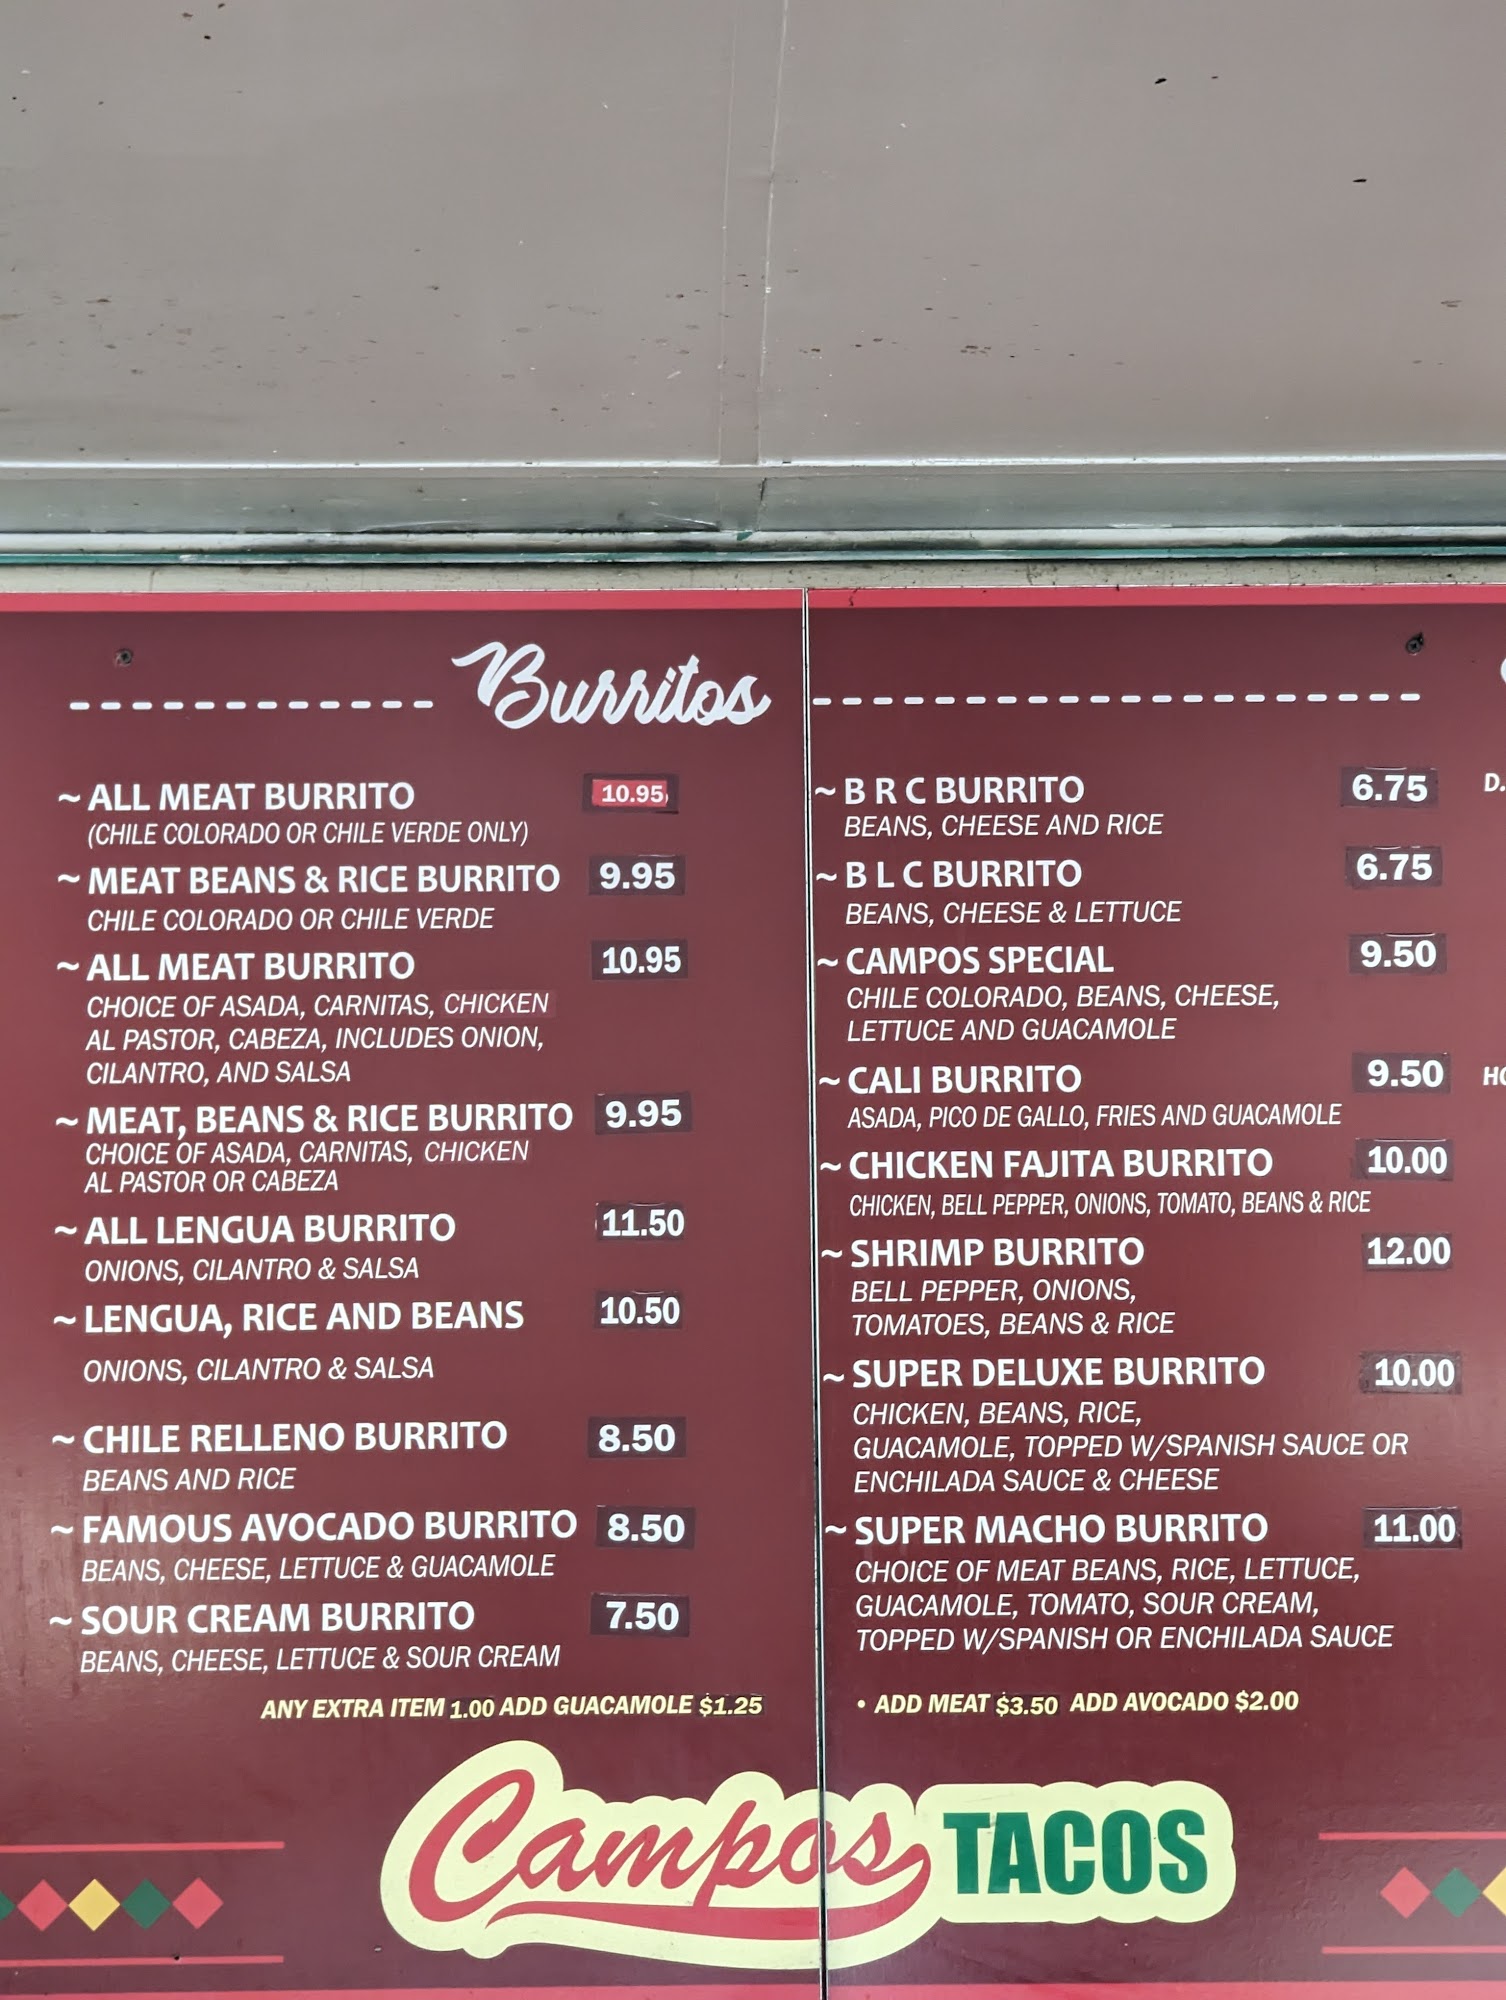 Burritos
~ ALL MEAT BURRITO 10.95
(CHILE COLORADO OR CHILE VERDE ONLY)
~ MEAT BEANS & RICE BURRITO 9.95
CHILE COLORADO OR CHILE VERDE
~ ALL MEAT BURRITO 10.95
CHOICE OF ASADA, CARNITAS, CHICKEN
AL PASTOR, CABEZA, INCLUDES ONION,
CILANTRO, AND SALSA
~ MEAT, BEANS & RICE BURRITO 9.95
CHOICE OF ASADA, CARNITAS, CHICKEN
AL PASTOR OR CABEZA
~ ALL LENGUA BURRITO 11.50
ONIONS, CILANTRO & SALSA
~ LENGUA, RICE AND BEANS 10.50
ONIONS, CILANTRO & SALSA
~ CHILE RELLENO BURRITO 8.50
BEANS AND RICE
~ FAMOUS AVOCADO BURRITO 8.50
BEANS, CHEESE, LETTUCE & GUACAMOLE
~ SOUR CREAM BURRITO 7.50
BEANS, CHEESE, LETTUCE & SOUR CREAM
ANY EXTRA ITEM 1.00 ADD GUACAMOLE $1.25
~ B R C BURRITO 6.75
BEANS, CHEESE AND RICE
~ B L C BURRITO 6.75
BEANS, CHEESE & LETTUCE
~ CAMPOS SPECIAL 9.50
CHILE COLORADO, BEANS, CHEESE,
LETTUCE AND GUACAMOLE
~ CALI BURRITO 9.50
ASADA, PICO DE GALLO, FRIES AND GUACAMOLE
~ CHICKEN FAJITA BURRITO 10.00
CHICKEN, BELL PEPPER, ONIONS, TOMATO, BEANS & RICE
~ SHRIMP BURRITO 12.00
BELL PEPPER, ONIONS,
TOMATOES, BEANS & RICE
~ SUPER DELUXE BURRITO 10.00
CHICKEN, BEANS, RICE,
GUACAMOLE, TOPPED W/SPANISH SAUCE OR
ENCHILADA SAUCE & CHEESE
~ SUPER MACHO BURRITO 11.00
CHOICE OF MEAT BEANS, RICE, LETTUCE,
GUACAMOLE, TOMATO, SOUR CREAM,
TOPPED W/SPANISH OR ENCHILADA SAUCE
• ADD MEAT $3.50 ADD AVOCADO $2.00
Campos TACOS